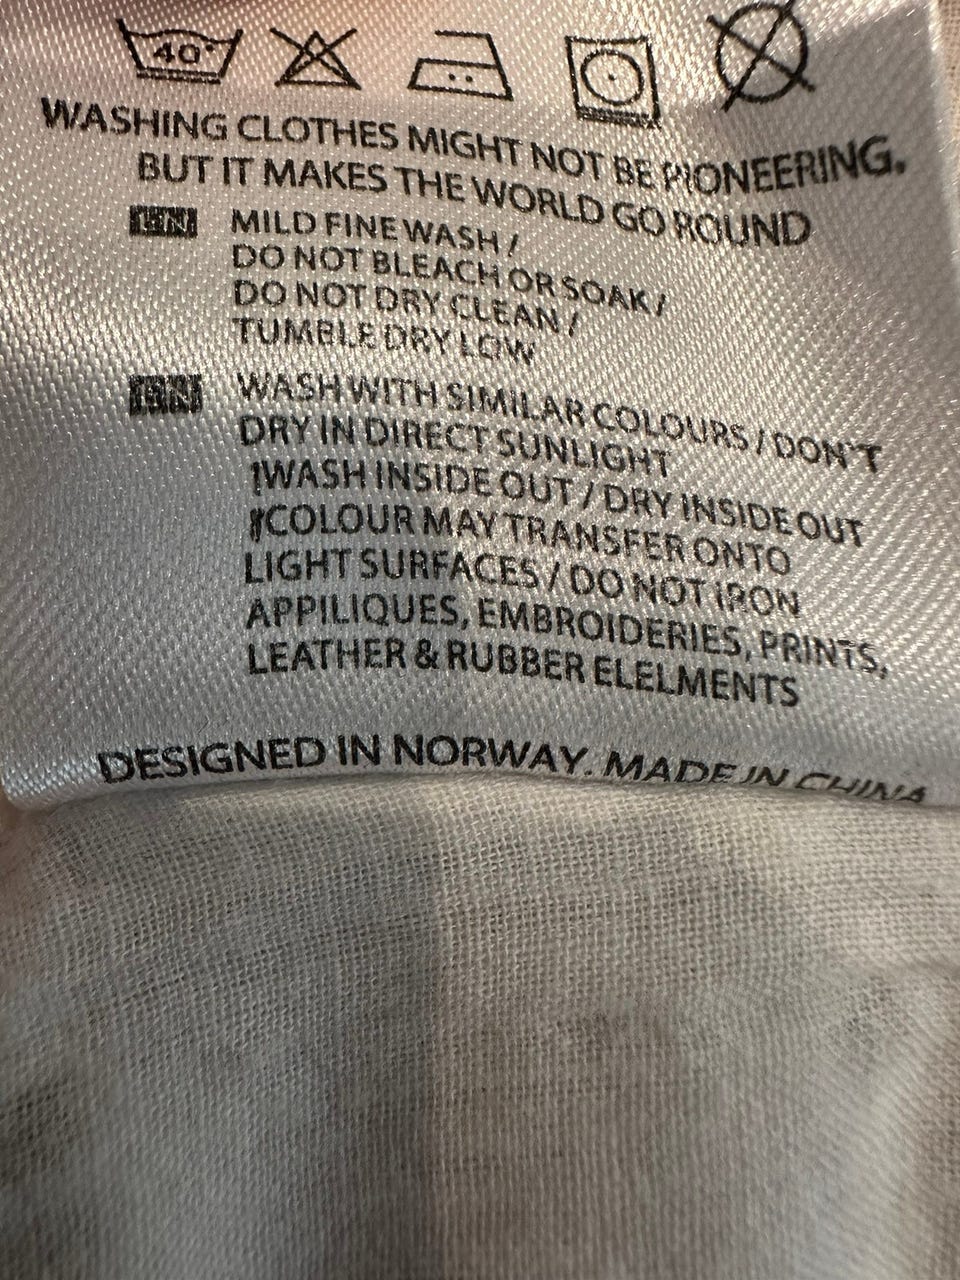 40°
WASHING CLOTHES MIGHT NOT BE PIONEERING,
BUT IT MAKES THE WORLD GO ROUND
EN MILD FINE WASH /
DO NOT BLEACH OR SOAK /
DO NOT DRY CLEAN /
TUMBLE DRY LOW
EN WASH WITH SIMILAR COLOURS / DON'T
DRY IN DIRECT SUNLIGHT
/WASH INSIDE OUT / DRY INSIDE OUT
/COLOUR MAY TRANSFER ONTO
LIGHT SURFACES / DO NOT IRON
APPILIQUES, EMBROIDERIES, PRINTS,
LEATHER & RUBBER ELELMENTS
DESIGNED IN NORWAY. MADE IN CHINA